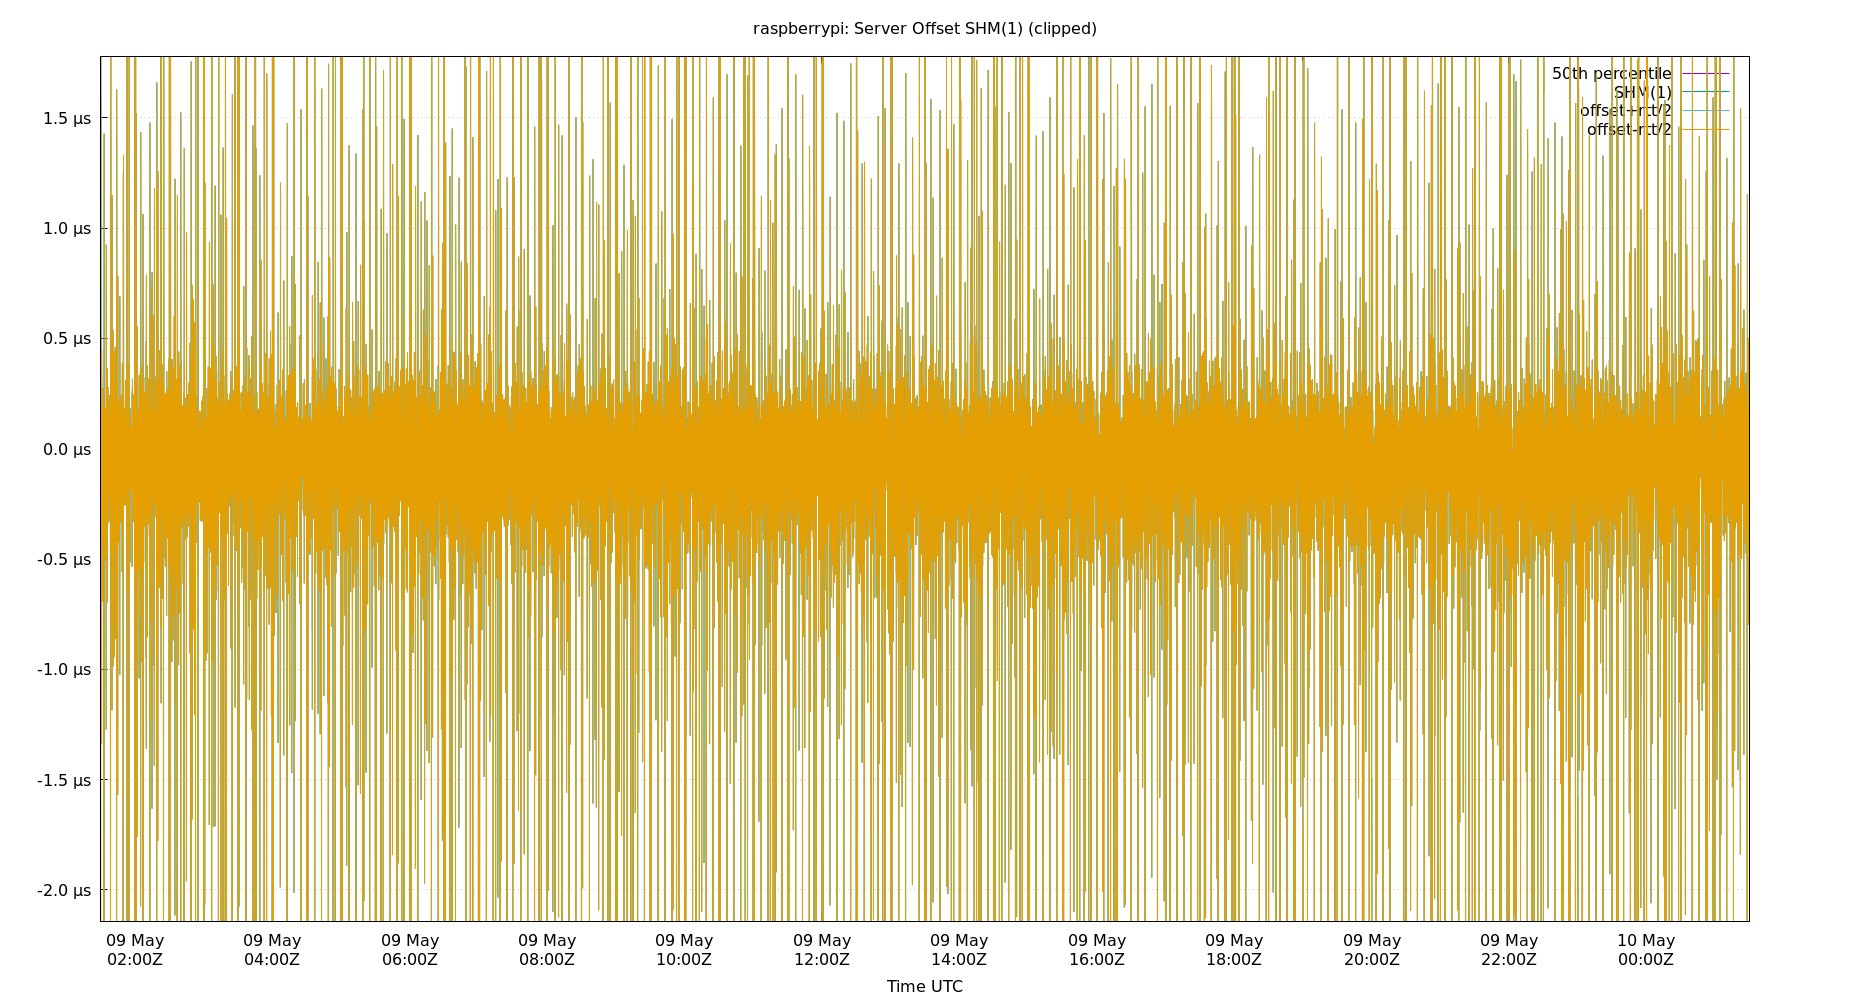 raspberrypi: Server Offset SHM(1) (clipped)
50th percentile
SHM(1)
offset+rtt/2
offset-rtt/2
1.5 µs
1.0 µs
0.5 µs
0.0 µs
-0.5 µs
-1.0 µs
-1.5 µs
-2.0 µs
09 May 09 May 09 May 09 May 09 May 09 May 09 May 09 May 09 May 09 May 09 May 10 May
02:00Z 04:00Z 06:00Z 08:00Z 10:00Z 12:00Z 14:00Z 16:00Z 18:00Z 20:00Z 22:00Z 00:00Z
Time UTC